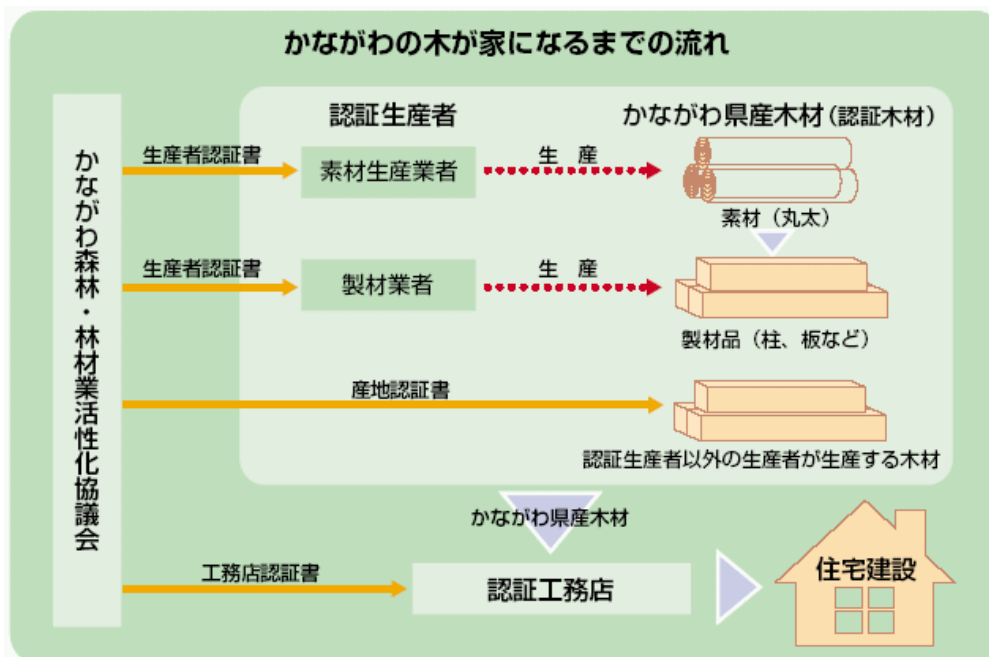 かながわの木が家になるまでの流れ
かながわ森林・林材業活性化協議会
認証生産者
かながわ県産木材（認証木材）
生産者認証書
素材生産業者
生　産
素材（丸太）
生産者認証書
製材業者
生　産
製材品（柱、板など）
産地認証書
認証生産者以外の生産者が生産する木材
かながわ県産木材
工務店認証書
認証工務店
住宅建設